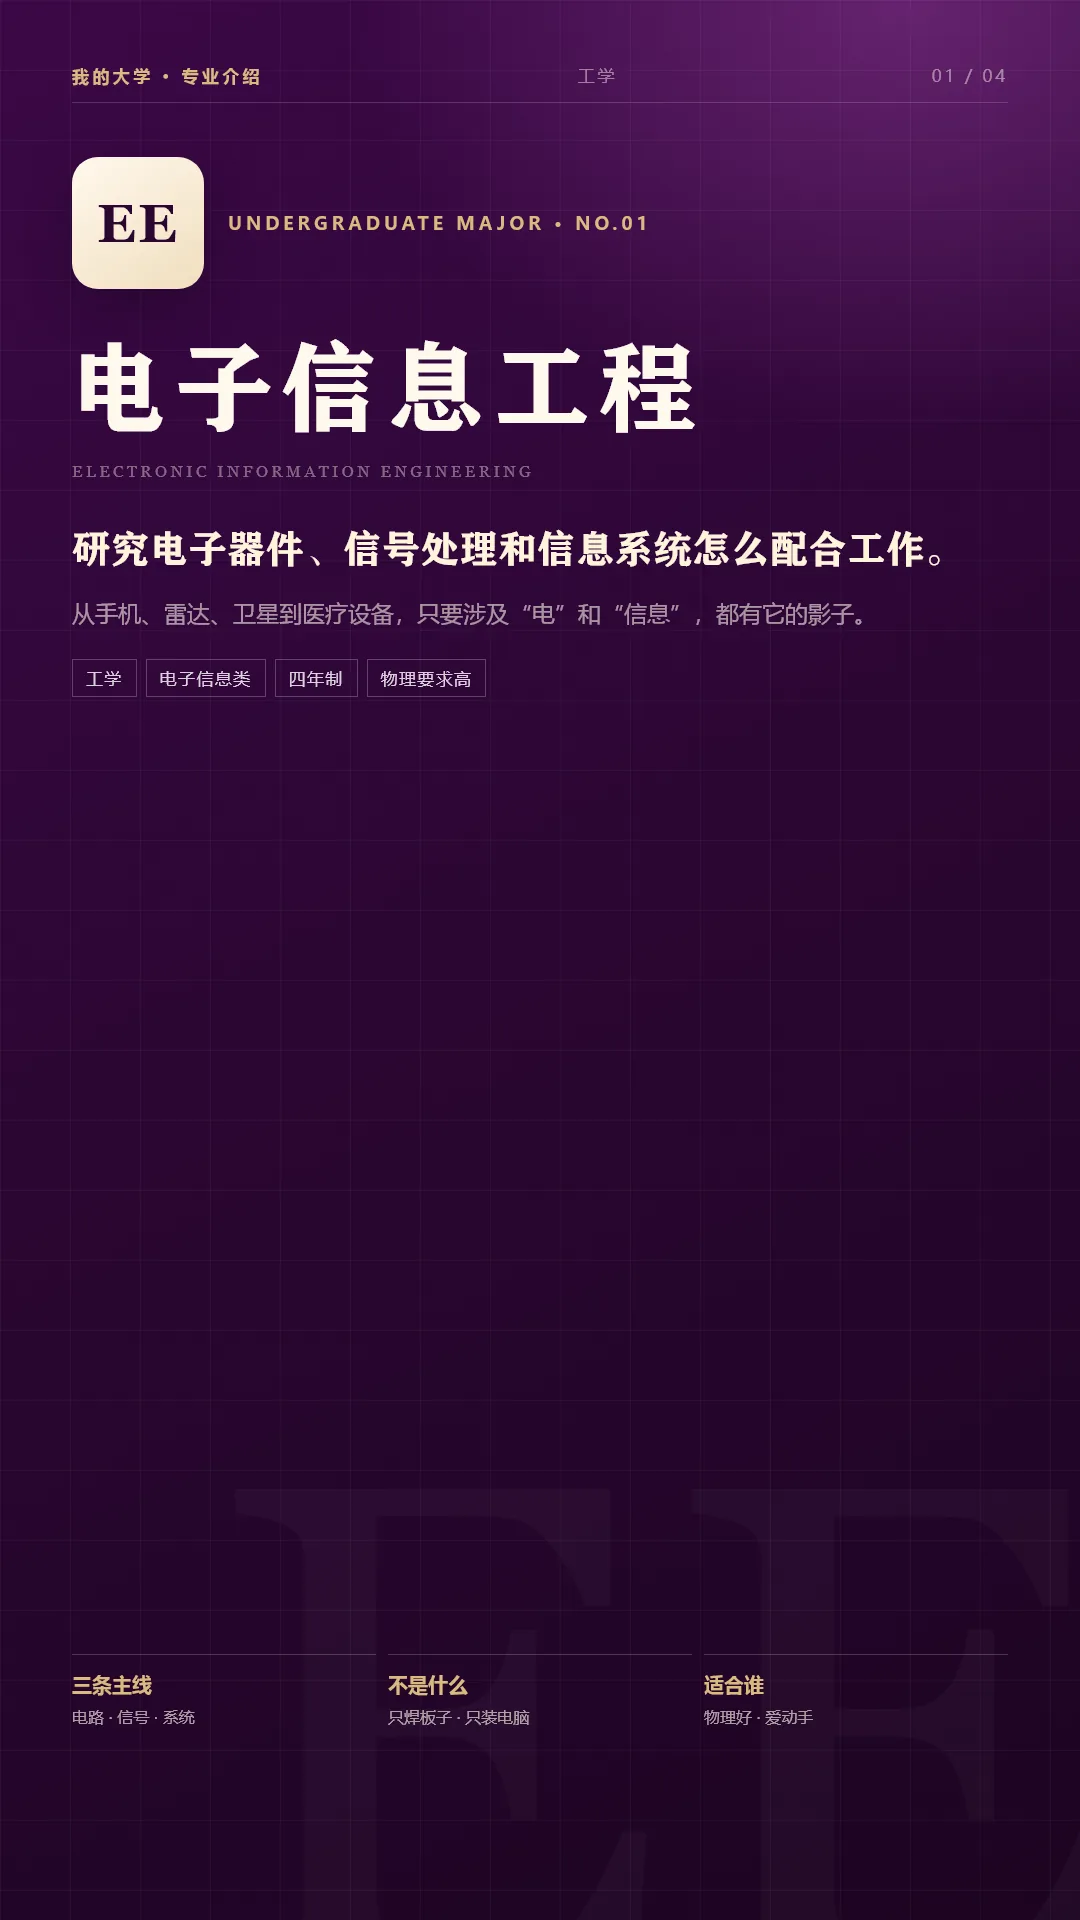 我的大学 · 专业介绍
工学
01 / 04
EE
UNDERGRADUATE MAJOR · NO.01
电子信息工程
ELECTRONIC INFORMATION ENGINEERING
研究电子器件、信号处理和信息系统怎么配合工作。
从手机、雷达、卫星到医疗设备，只要涉及“电”和“信息”，都有它的影子。
工学
电子信息类
四年制
物理要求高
EE
三条主线
电路 · 信号 · 系统
不是什么
只焊板子 · 只装电脑
适合谁
物理好 · 爱动手